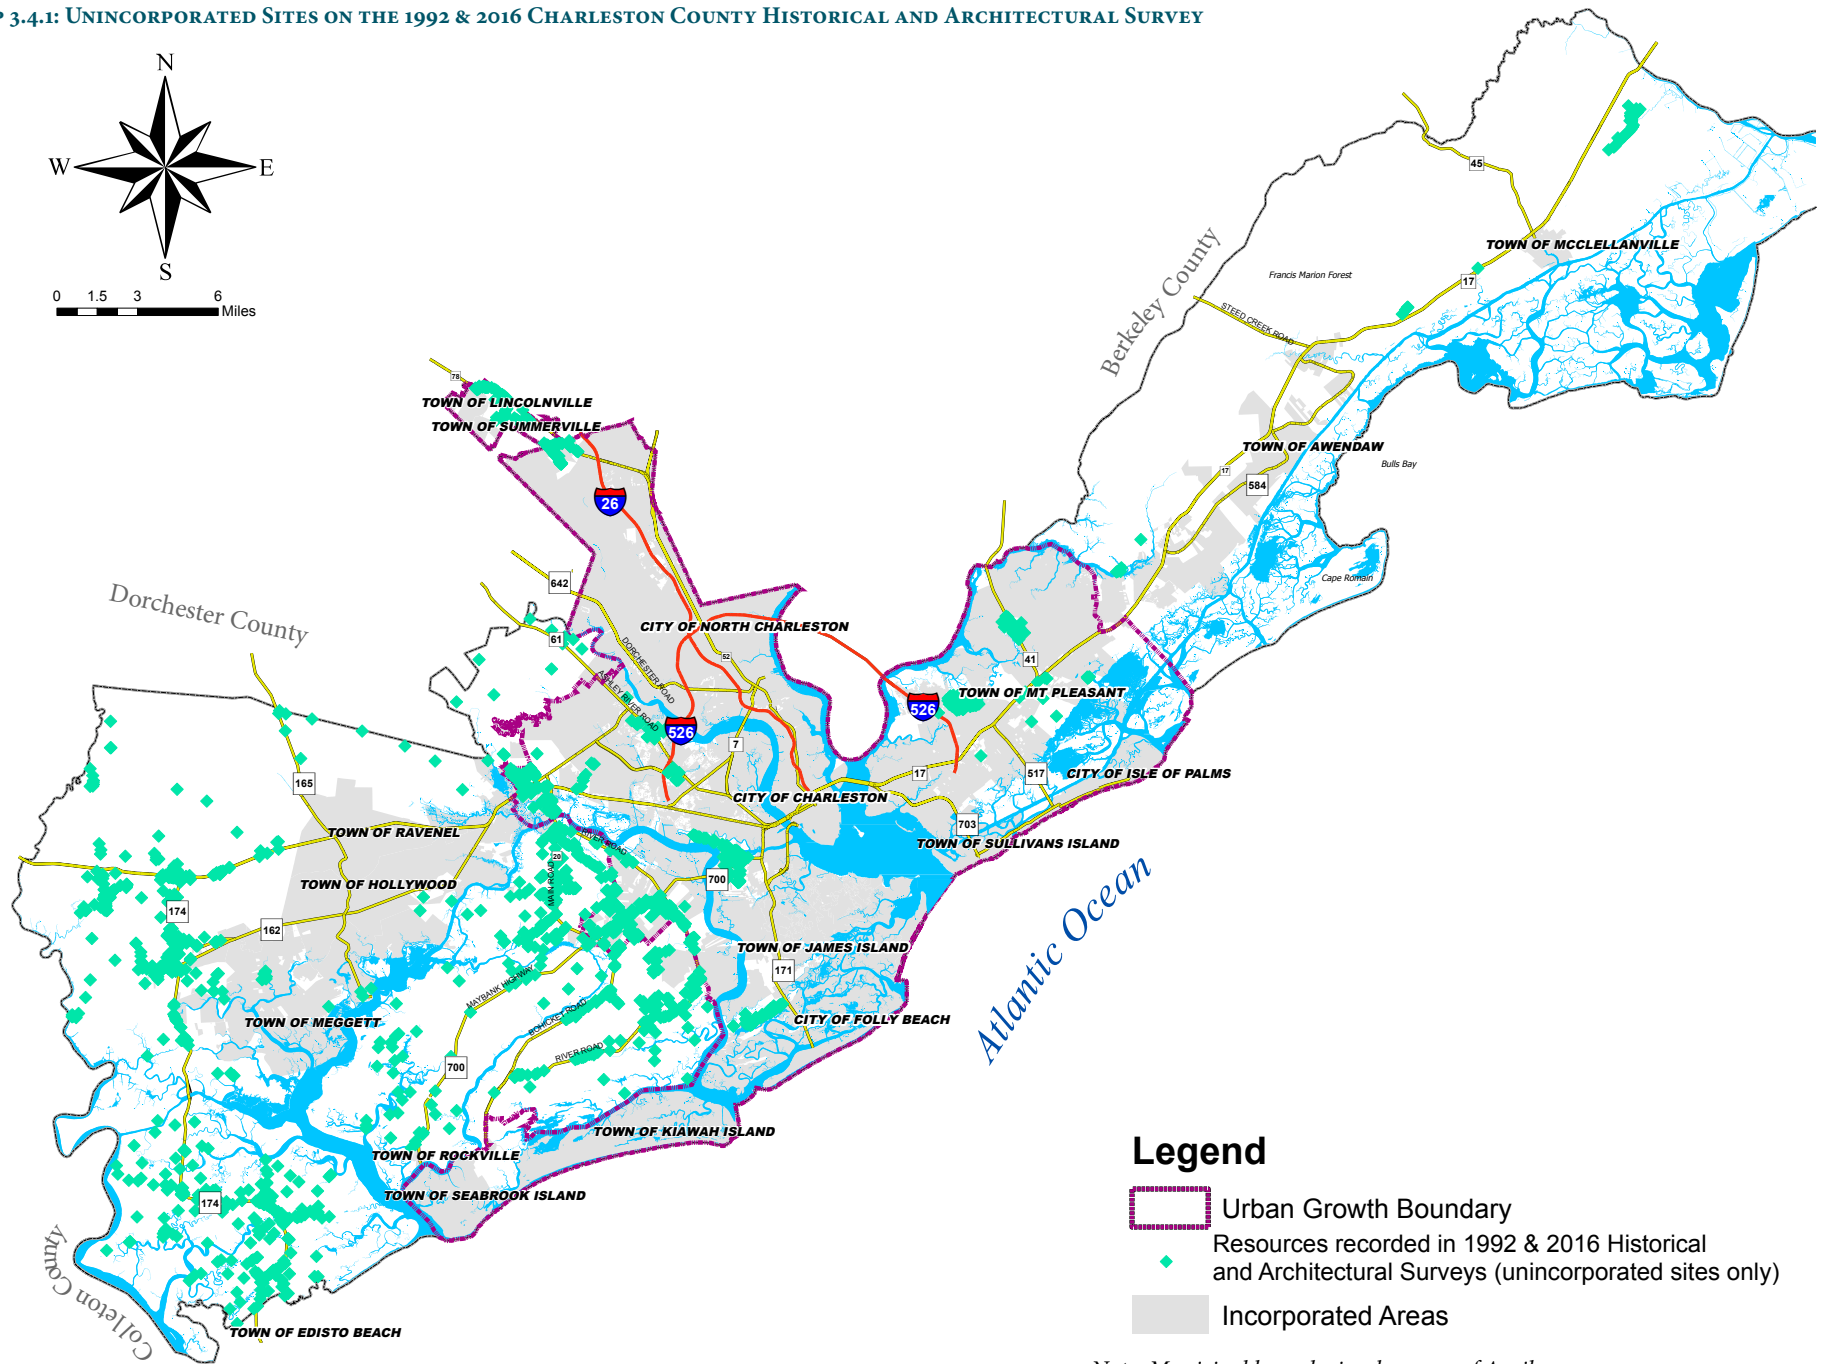 P 3.4.1: Unincorporated Sites on the 1992 & 2016 Charleston County Historical and Architectural Survey
N
W E
S
0 1.5 3 6
Miles
45
TOWN OF MCCLELLANVILLE
Berkeley County
Francis Marion Forest
17
STEED CREEK ROAD
78
TOWN OF LINCOLNVILLE
TOWN OF SUMMERVILLE
TOWN OF AWENDAW
Bulls Bay
17
584
26
Cape Romain
642
Dorchester County
61
CITY OF NORTH CHARLESTON
DORCHESTER ROAD
52
41
ASHLEY RIVER ROAD
TOWN OF MT PLEASANT
526
526
7
17
517
CITY OF ISLE OF PALMS
165
CITY OF CHARLESTON
703
TOWN OF RAVENEL
RIVER ROAD
TOWN OF SULLIVANS ISLAND
20
MAIN ROAD
700
TOWN OF HOLLYWOOD
174
162
Atlantic Ocean
TOWN OF JAMES ISLAND
171
MAYBANK HIGHWAY
BOHICKET ROAD
TOWN OF MEGGETT
CITY OF FOLLY BEACH
RIVER ROAD
700
TOWN OF KIAWAH ISLAND
TOWN OF ROCKVILLE
TOWN OF SEABROOK ISLAND
174
Colleton County
TOWN OF EDISTO BEACH
Legend
Urban Growth Boundary
Resources recorded in 1992 & 2016 Historical
and Architectural Surveys (unincorporated sites only)
Incorporated Areas